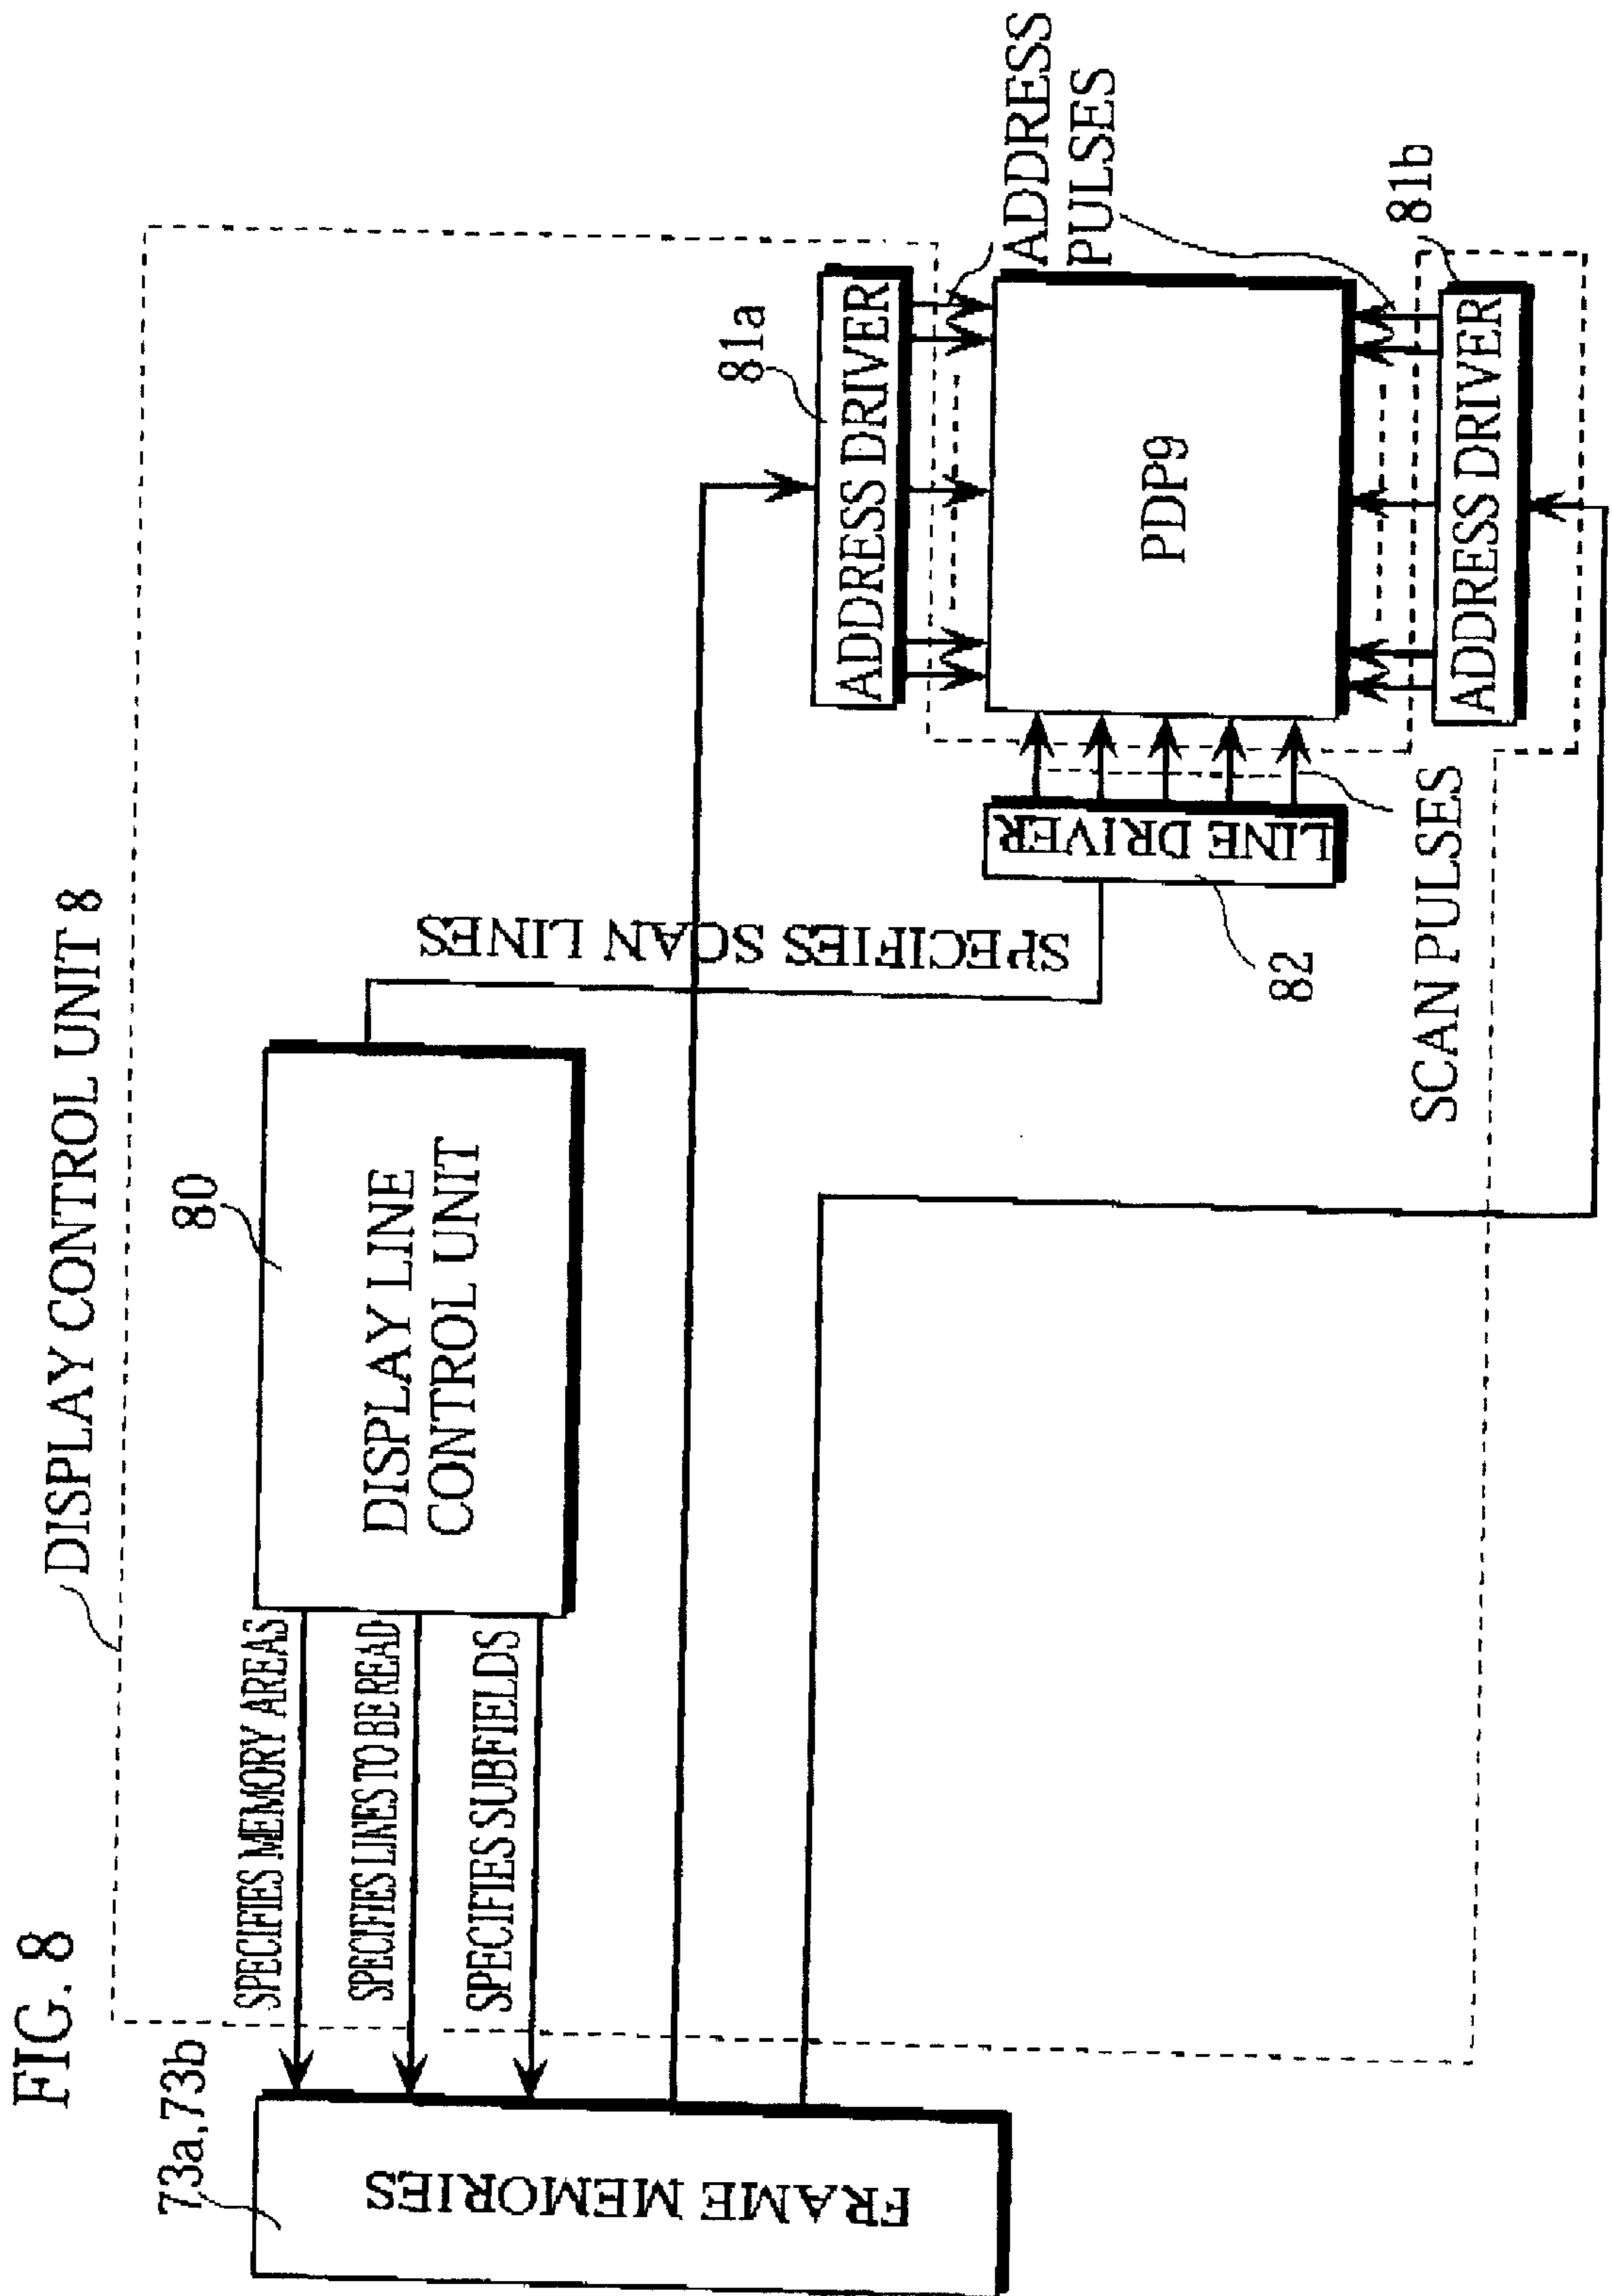 FIG. 8
DISPLAY CONTROL UNIT 8
73a,73b
FRAME MEMORIES
SPECIFIES MEMORY AREAS
SPECIFIES LINES TO BE READ
SPECIFIES SUBFIELDS
80
DISPLAY LINE
CONTROL UNIT
SPECIFIES SCAN LINES
81a
ADDRESS DRIVER
ADDRESS
PULSES
LINE DRIVER
82
PDP9
SCAN PULSES
81b
ADDRESS DRIVER